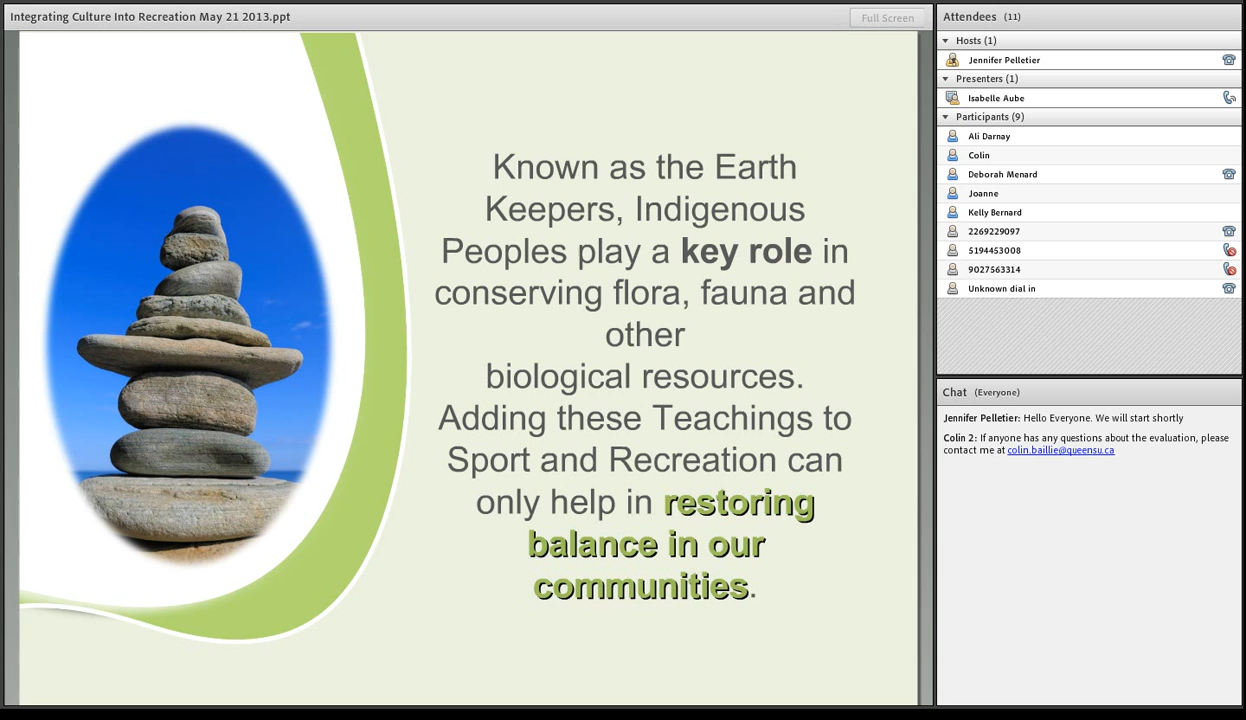 Integrating Culture Into Recreation May 21 2013.ppt
Full Screen
Known as the Earth
Keepers, Indigenous
Peoples play a key role in
conserving flora, fauna and
other
biological resources.
Adding these Teachings to
Sport and Recreation can
only help in restoring
balance in our
communities.
Attendees (11)
Hosts (1)
Jennifer Pelletier
Presenters (1)
Isabelle Aube
Participants (9)
Ali Darnay
Colin
Deborah Menard
Joanne
Kelly Bernard
2269229097
5194453008
9027563314
Unknown dial in
Chat (Everyone)
Jennifer Pelletier: Hello Everyone. We will start shortly
Colin 2: If anyone has any questions about the evaluation, please
contact me at colin.baillie@queensu.ca